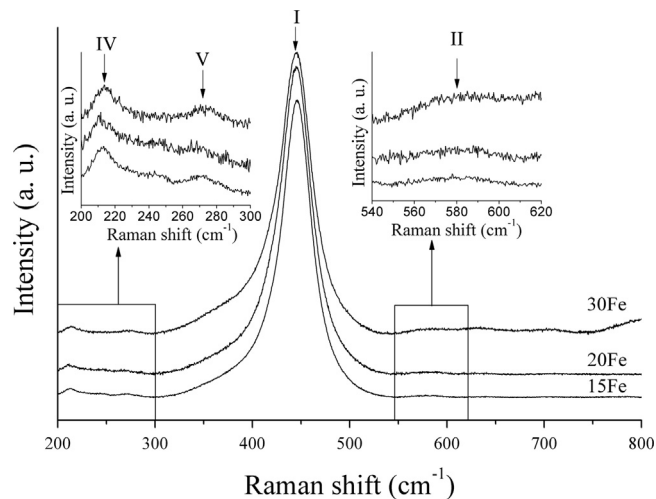 I
IV
V
II
Intensity (a. u.)
200 220 240 260 280 300
Raman shift (cm⁻¹)
Intensity (a. u.)
540 560 580 600 620
Raman shift (cm⁻¹)
Intensity (a. u.)
30Fe
20Fe
15Fe
200 300 400 500 600 700 800
Raman shift (cm⁻¹)